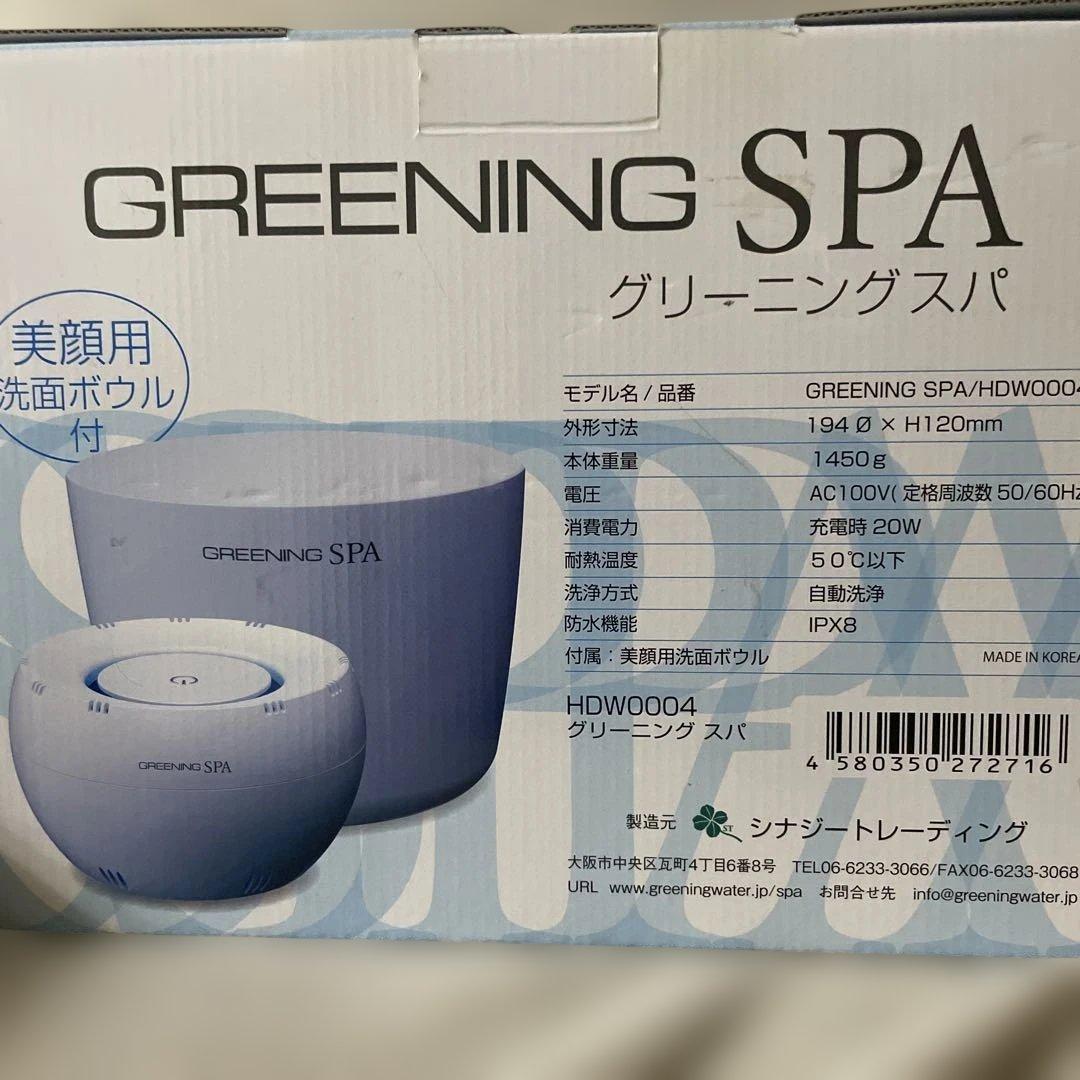 GREENING SPA
グリーニングスパ
美顔用
洗面ボウル
付
モデル名 / 品番 GREENING SPA/HDW0004
外形寸法 194 Ø × H120mm
本体重量 1450g
電圧 AC100V( 定格周波数 50/60Hz
消費電力 充電時 20W
耐熱温度 50℃以下
洗浄方式 自動洗浄
防水機能 IPX8
付属：美顔用洗面ボウル MADE IN KOREA
GREENING SPA
GREENING SPA
HDW0004
グリーニング スパ
4 580350 272716
製造元 ST シナジートレーディング
大阪市中央区瓦町4丁目6番8号 TEL06-6233-3066/FAX06-6233-3068
URL www.greeningwater.jp/spa お問合せ先 info@greeningwater.jp